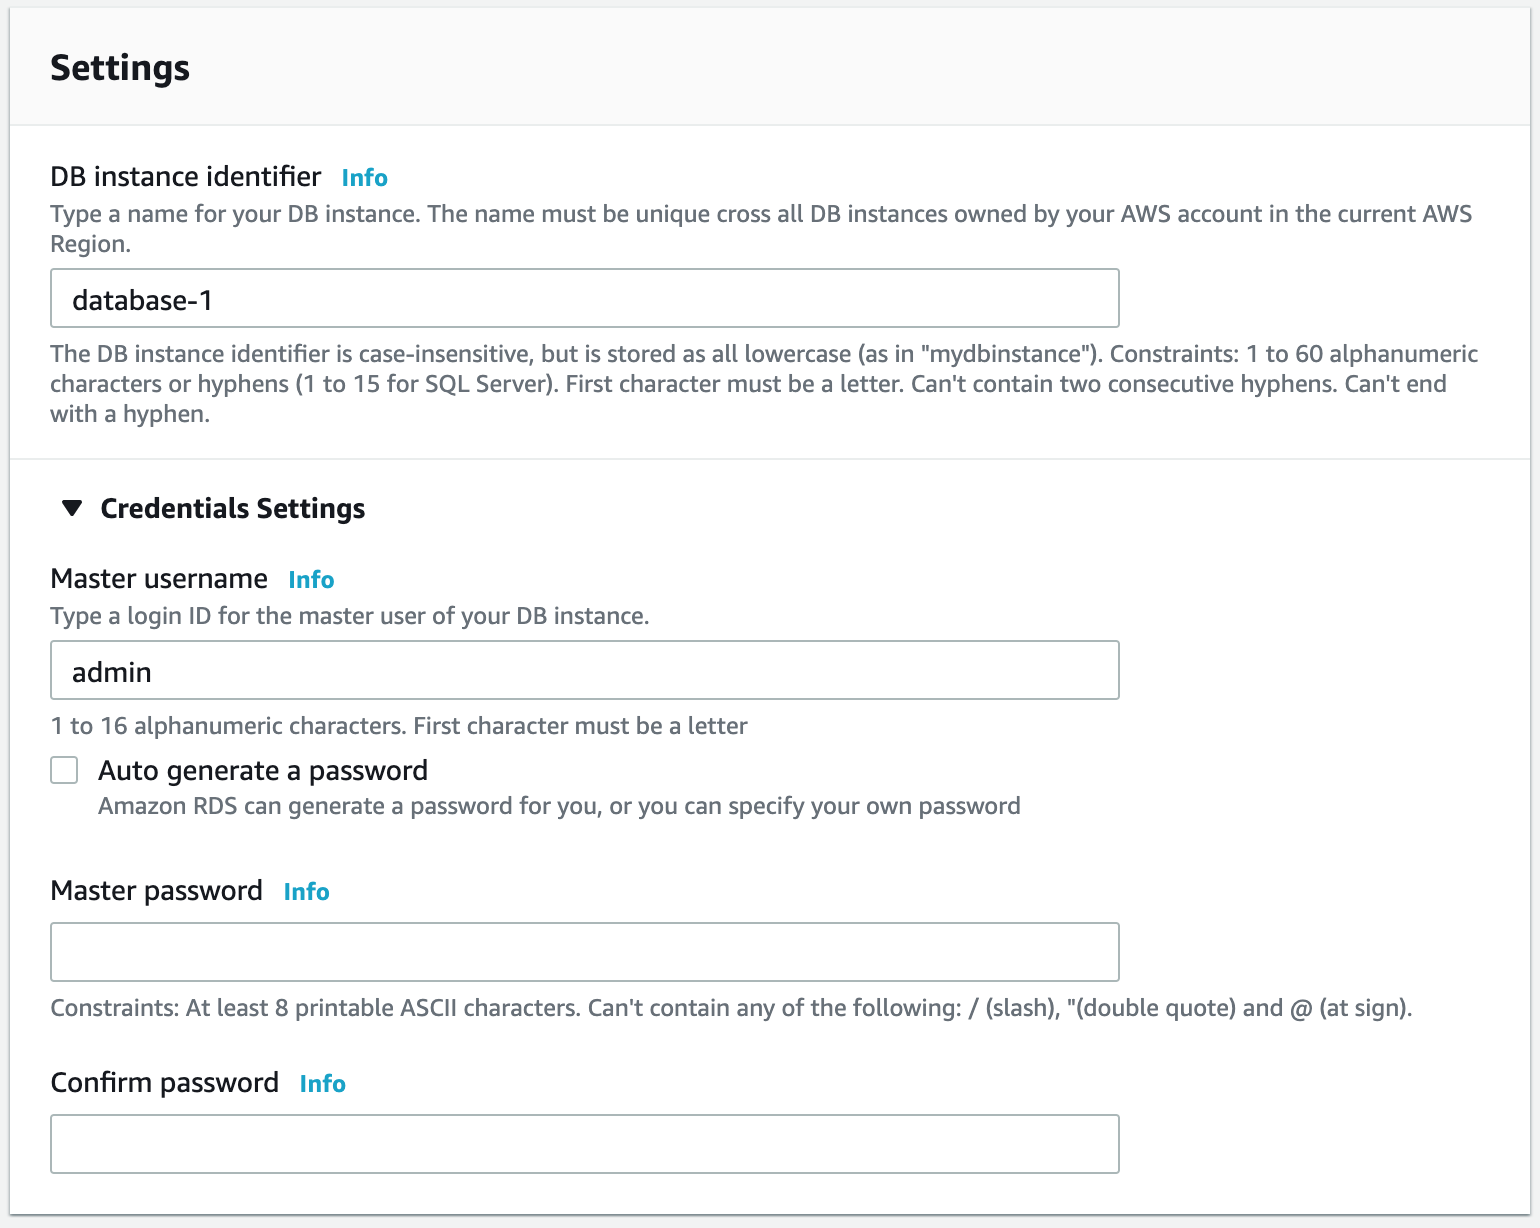 Settings
DB instance identifier Info
Type a name for your DB instance. The name must be unique cross all DB instances owned by your AWS account in the current AWS
Region.
database-1
The DB instance identifier is case-insensitive, but is stored as all lowercase (as in "mydbinstance"). Constraints: 1 to 60 alphanumeric
characters or hyphens (1 to 15 for SQL Server). First character must be a letter. Can't contain two consecutive hyphens. Can't end
with a hyphen.
Credentials Settings
Master username Info
Type a login ID for the master user of your DB instance.
admin
1 to 16 alphanumeric characters. First character must be a letter
Auto generate a password
Amazon RDS can generate a password for you, or you can specify your own password
Master password Info
Constraints: At least 8 printable ASCII characters. Can't contain any of the following: / (slash), "(double quote) and @ (at sign).
Confirm password Info